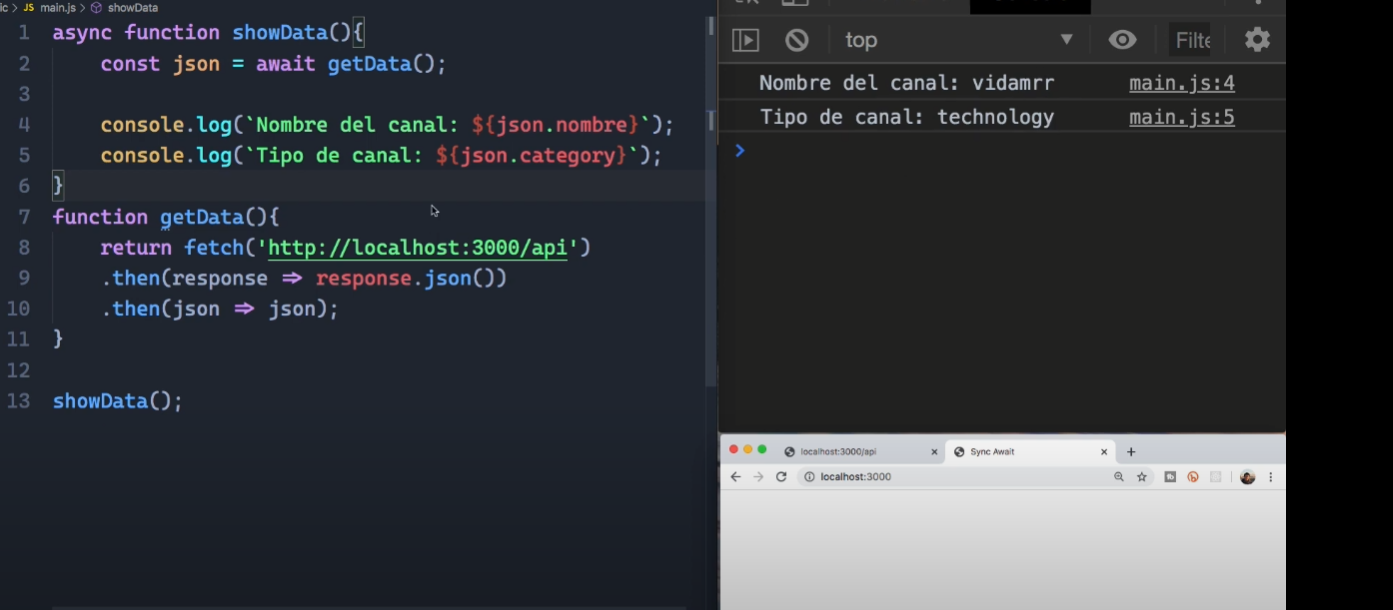 ic > JS main.js > showData
1 async function showData(){
2 const json = await getData();
3
4 console.log(`Nombre del canal: ${json.nombre}`);
5 console.log(`Tipo de canal: ${json.category}`);
6 }
7 function getData(){
8 return fetch('http://localhost:3000/api')
9 .then(response => response.json())
10 .then(json => json);
11 }
12
13 showData();
top
Filte
Nombre del canal: vidamrr main.js:4
Tipo de canal: technology main.js:5
localhost:3000/api
Sync Await
localhost:3000